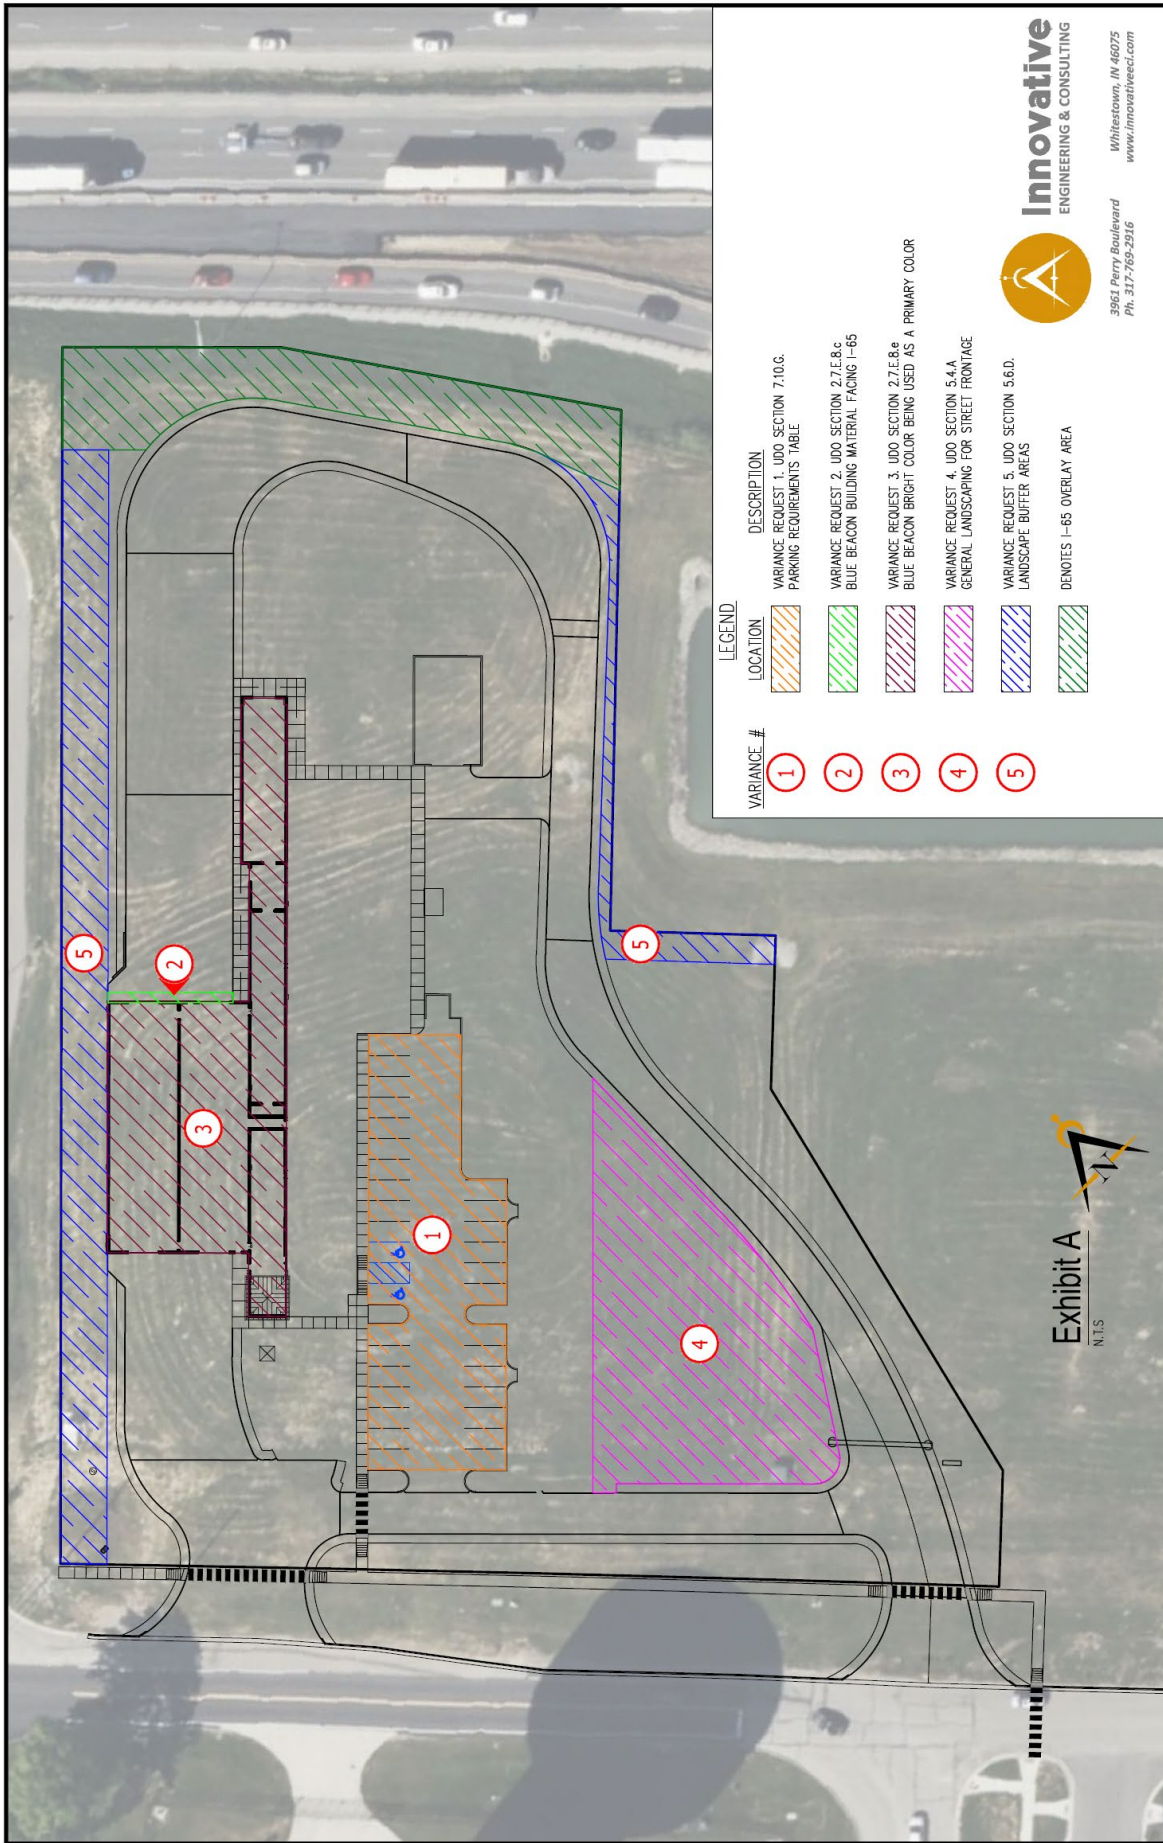 LEGEND
VARIANCE #
LOCATION
DESCRIPTION
1
VARIANCE REQUEST 1. UDO SECTION 7.10.G.
PARKING REQUIREMENTS TABLE
2
VARIANCE REQUEST 2. UDO SECTION 2.7.E.8.c
BLUE BEACON BUILDING MATERIAL FACING I-65
3
VARIANCE REQUEST 3. UDO SECTION 2.7.E.8.e
BLUE BEACON BRIGHT COLOR BEING USED AS A PRIMARY COLOR
4
VARIANCE REQUEST 4. UDO SECTION 5.4.A
GENERAL LANDSCAPING FOR STREET FRONTAGE
5
VARIANCE REQUEST 5. UDO SECTION 5.6.D.
LANDSCAPE BUFFER AREAS
DENOTES I-65 OVERLAY AREA
Innovative
ENGINEERING & CONSULTING
3961 Perry Boulevard
Whitestown, IN 46075
Ph. 317-769-2916
www.innovativeeci.com
Exhibit A
N.T.S
N
5
2
3
1
4
5